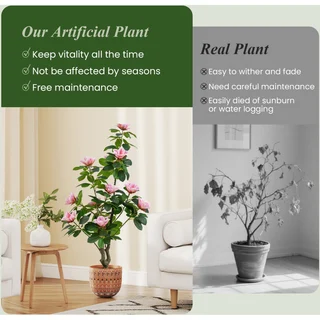 Our Artificial Plant
Keep vitality all the time
Not be affected by seasons
Free maintenance
Real Plant
Easy to wither and fade
Need careful maintenance
Easily died of sunburn
or water logging